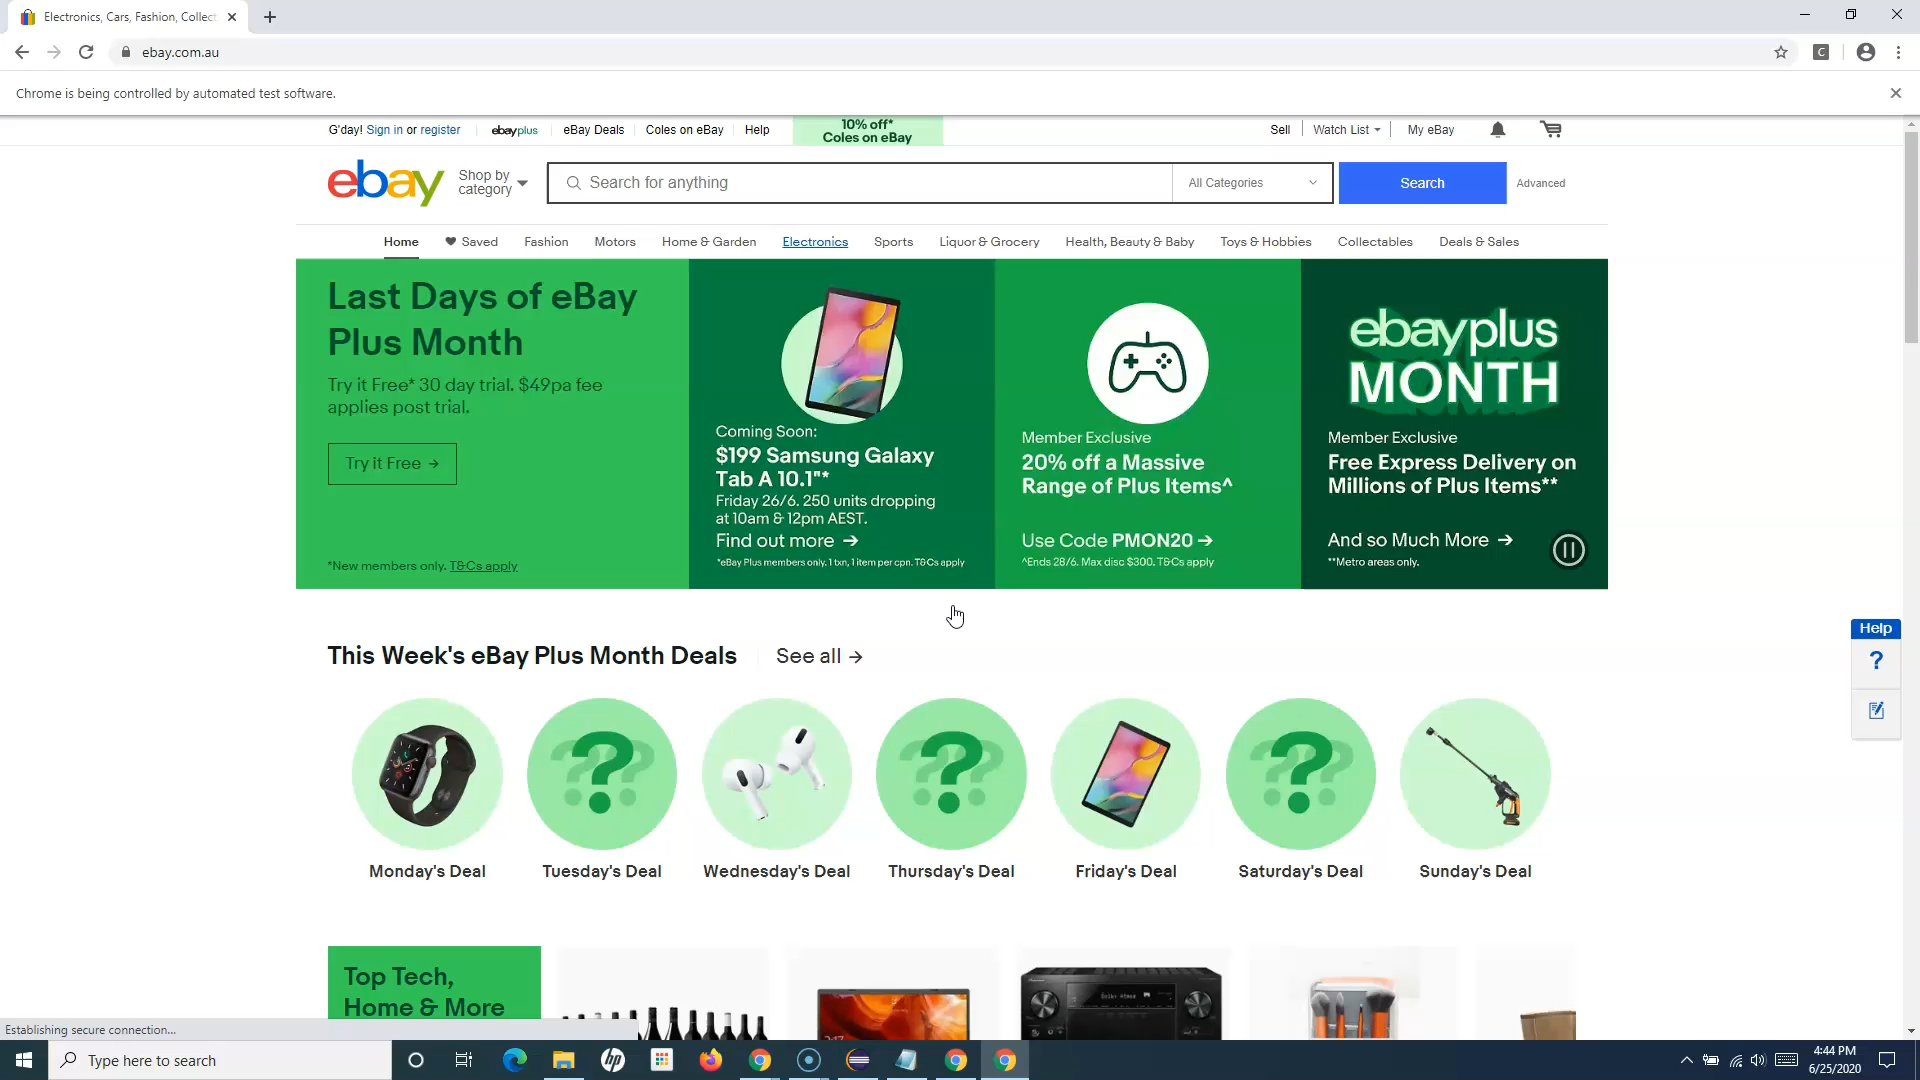 Electronics, Cars, Fashion, Collect
ebay.com.au
Chrome is being controlled by automated test software.
G'day! Sign in or register
ebayplus
eBay Deals
Coles on eBay
Help
10% off*
Coles on eBay
Sell
Watch List
My eBay
ebay
Shop by
category
Search for anything
All Categories
Search
Advanced
Home
Saved
Fashion
Motors
Home & Garden
Electronics
Sports
Liquor & Grocery
Health, Beauty & Baby
Toys & Hobbies
Collectables
Deals & Sales
Last Days of eBay
Plus Month
Try it Free* 30 day trial. $49pa fee
applies post trial.
Try it Free →
*New members only. T&Cs apply
Coming Soon:
$199 Samsung Galaxy
Tab A 10.1"*
Friday 26/6. 250 units dropping
at 10am & 12pm AEST.
Find out more →
*eBay Plus members only. 1 txn, 1 item per cpn. T&Cs apply
Member Exclusive
20% off a Massive
Range of Plus Items^
Use Code PMON20 →
^Ends 28/6. Max disc $300. T&Cs apply
ebayplus
MONTH
Member Exclusive
Free Express Delivery on
Millions of Plus Items**
And so Much More →
**Metro areas only.
Help
?
This Week's eBay Plus Month Deals
See all →
Monday's Deal
Tuesday's Deal
Wednesday's Deal
Thursday's Deal
Friday's Deal
Saturday's Deal
Sunday's Deal
Top Tech,
Home & More
Establishing secure connection...
Type here to search
hp
4:44 PM
6/25/2020